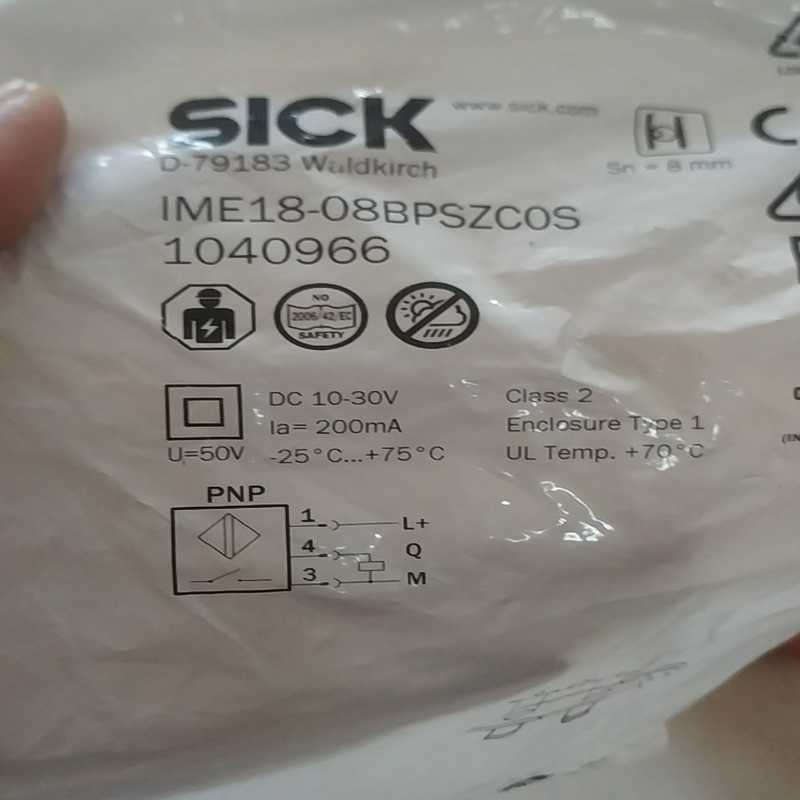 SICK
www.sick.com
D-79183 Waldkirch
Sn = 8 mm
IME18-08BPSZC0S
1040966
NO
2006/42/EC
SAFETY
DC 10-30V
Class 2
Ia= 200mA
Enclosure Type 1
U=50V
-25°C...+75°C
UL Temp. +70°C
PNP
1
L+
4
Q
3
M